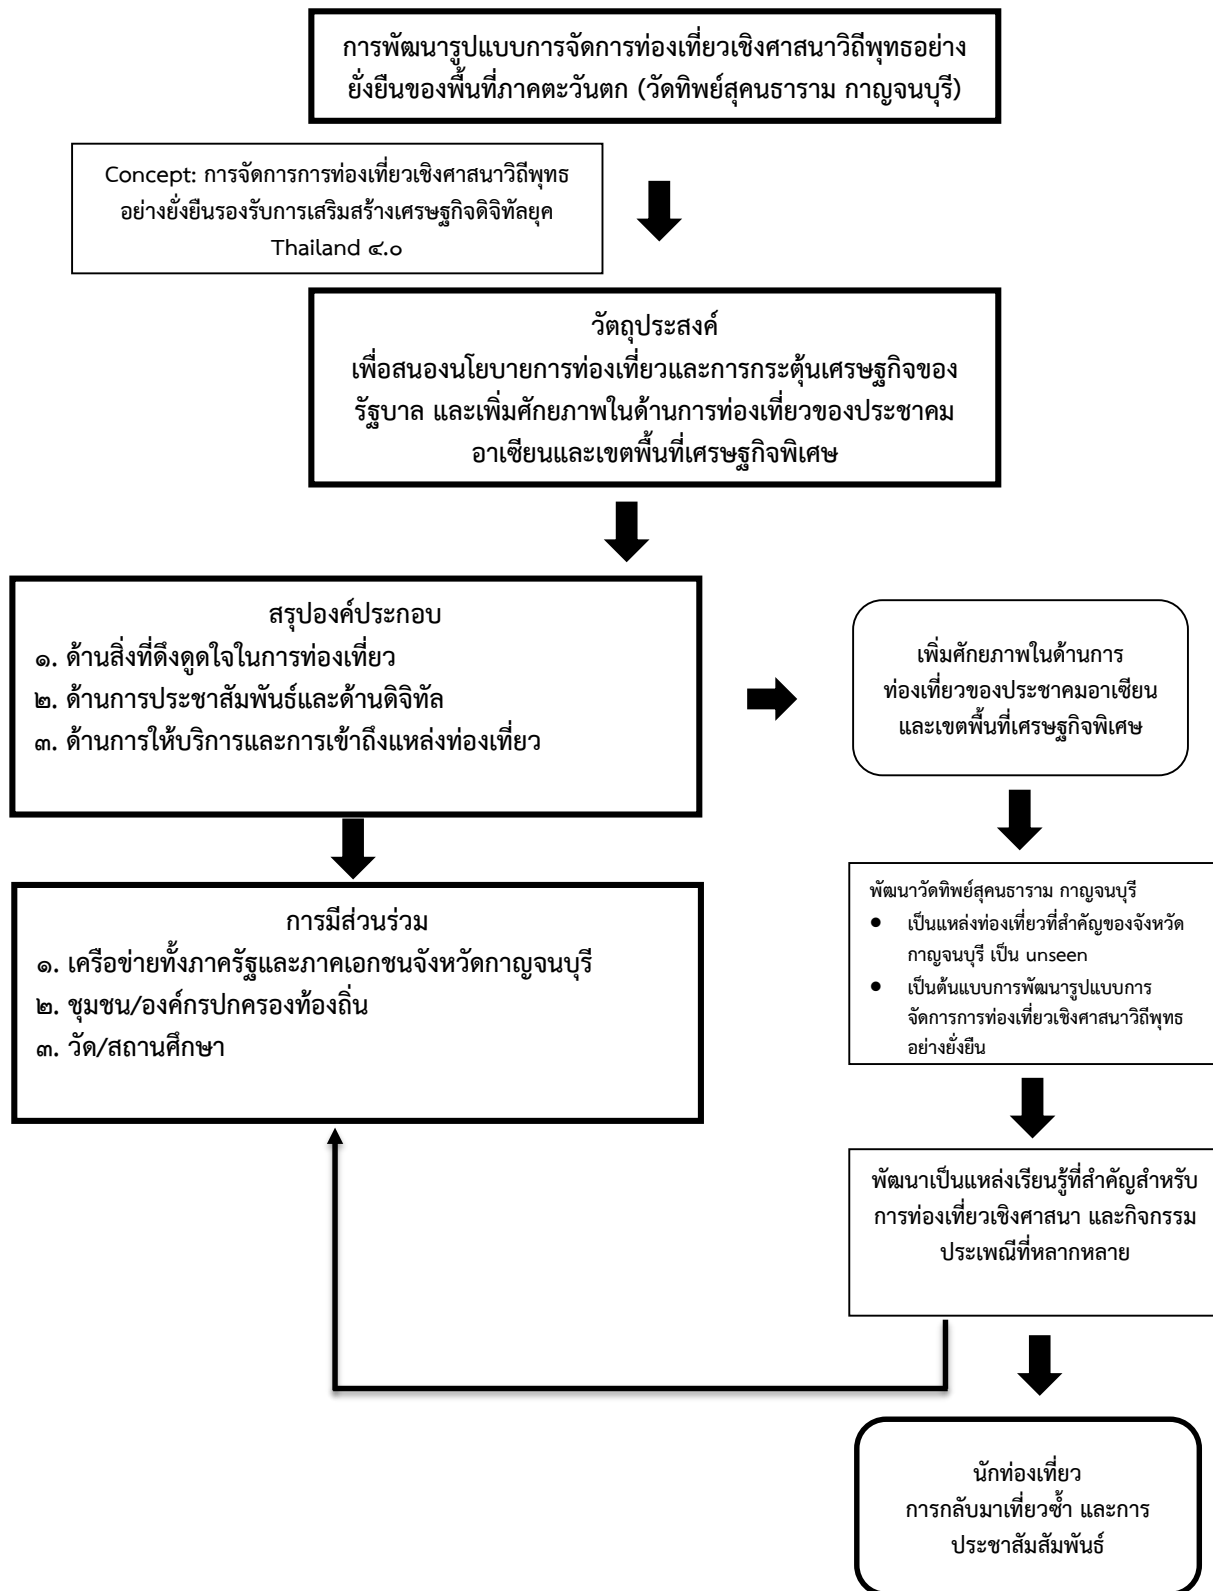 การพัฒนารูปแบบการจัดการท่องเที่ยวเชิงศาสนาวิถีพุทธอย่าง
ยั่งยืนของพื้นที่ภาคตะวันตก (วัดทิพย์สุคนธาราม กาญจนบุรี)
Concept: การจัดการการท่องเที่ยวเชิงศาสนาวิถีพุทธ
อย่างยั่งยืนรองรับการเสริมสร้างเศรษฐกิจดิจิทัลยุค
Thailand ๔.๐
วัตถุประสงค์
เพื่อสนองนโยบายการท่องเที่ยวและการกระตุ้นเศรษฐกิจของ
รัฐบาล และเพิ่มศักยภาพในด้านการท่องเที่ยวของประชาคม
อาเซียนและเขตพื้นที่เศรษฐกิจพิเศษ
สรุปองค์ประกอบ
๑. ด้านสิ่งที่ดึงดูดใจในการท่องเที่ยว
๒. ด้านการประชาสัมพันธ์และด้านดิจิทัล
๓. ด้านการให้บริการและการเข้าถึงแหล่งท่องเที่ยว
เพิ่มศักยภาพในด้านการ
ท่องเที่ยวของประชาคมอาเซียน
และเขตพื้นที่เศรษฐกิจพิเศษ
การมีส่วนร่วม
๑. เครือข่ายทั้งภาครัฐและภาคเอกชนจังหวัดกาญจนบุรี
๒. ชุมชน/องค์กรปกครองท้องถิ่น
๓. วัด/สถานศึกษา
พัฒนาวัดทิพย์สุคนธาราม กาญจนบุรี
● เป็นแหล่งท่องเที่ยวที่สำคัญของจังหวัด
กาญจนบุรี เป็น unseen
● เป็นต้นแบบการพัฒนารูปแบบการ
จัดการการท่องเที่ยวเชิงศาสนาวิถีพุทธ
อย่างยั่งยืน
พัฒนาเป็นแหล่งเรียนรู้ที่สำคัญสำหรับ
การท่องเที่ยวเชิงศาสนา และกิจกรรม
ประเพณีที่หลากหลาย
นักท่องเที่ยว
การกลับมาเที่ยวซ้ำ และการ
ประชาสัมสัมพันธ์